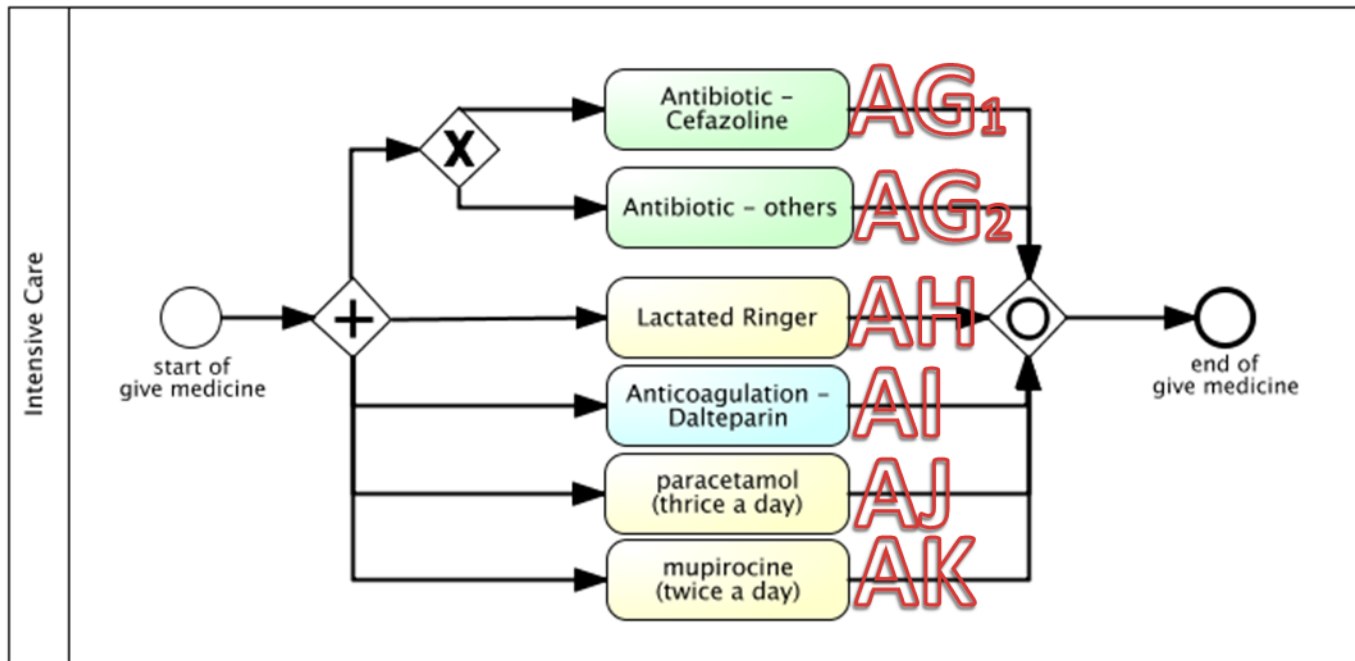 Intensive Care
start of
give medicine
X
+
Antibiotic –
Cefazoline
AG1
Antibiotic – others
AG2
Lactated Ringer
AH
Anticoagulation –
Dalteparin
AI
paracetamol
(thrice a day)
AJ
mupirocine
(twice a day)
AK
end of
give medicine